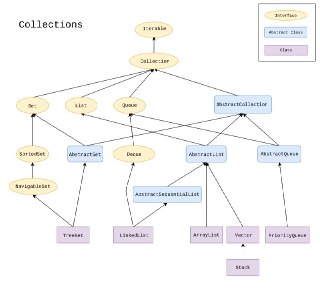 Collections
Iterable
Interface
Abstract Class
Class
Collection
Set
List
Queue
AbstractCollection
SortedSet
AbstractSet
Deque
AbstractList
AbstractQueue
NavigableSet
AbstractSequentialList
TreeSet
LinkedList
ArrayList
Vector
PriorityQueue
Stack